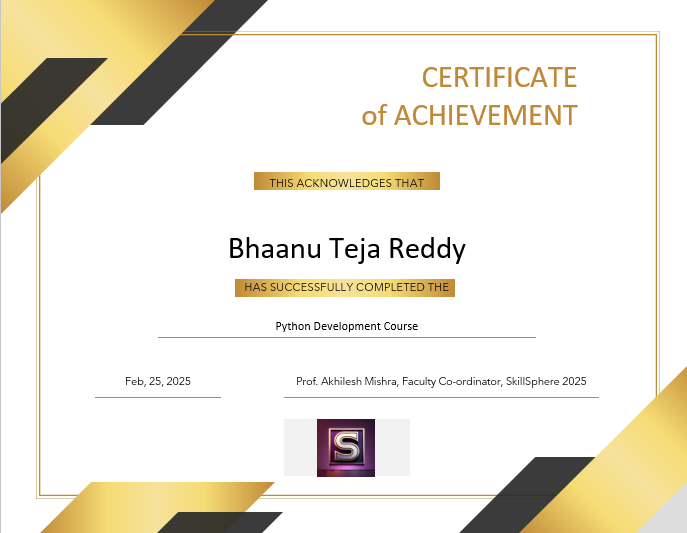 CERTIFICATE
of ACHIEVEMENT
THIS ACKNOWLEDGES THAT
Bhaanu Teja Reddy
HAS SUCCESSFULLY COMPLETED THE
Python Development Course
Feb, 25, 2025
Prof. Akhilesh Mishra, Faculty Co-ordinator, SkillSphere 2025
S